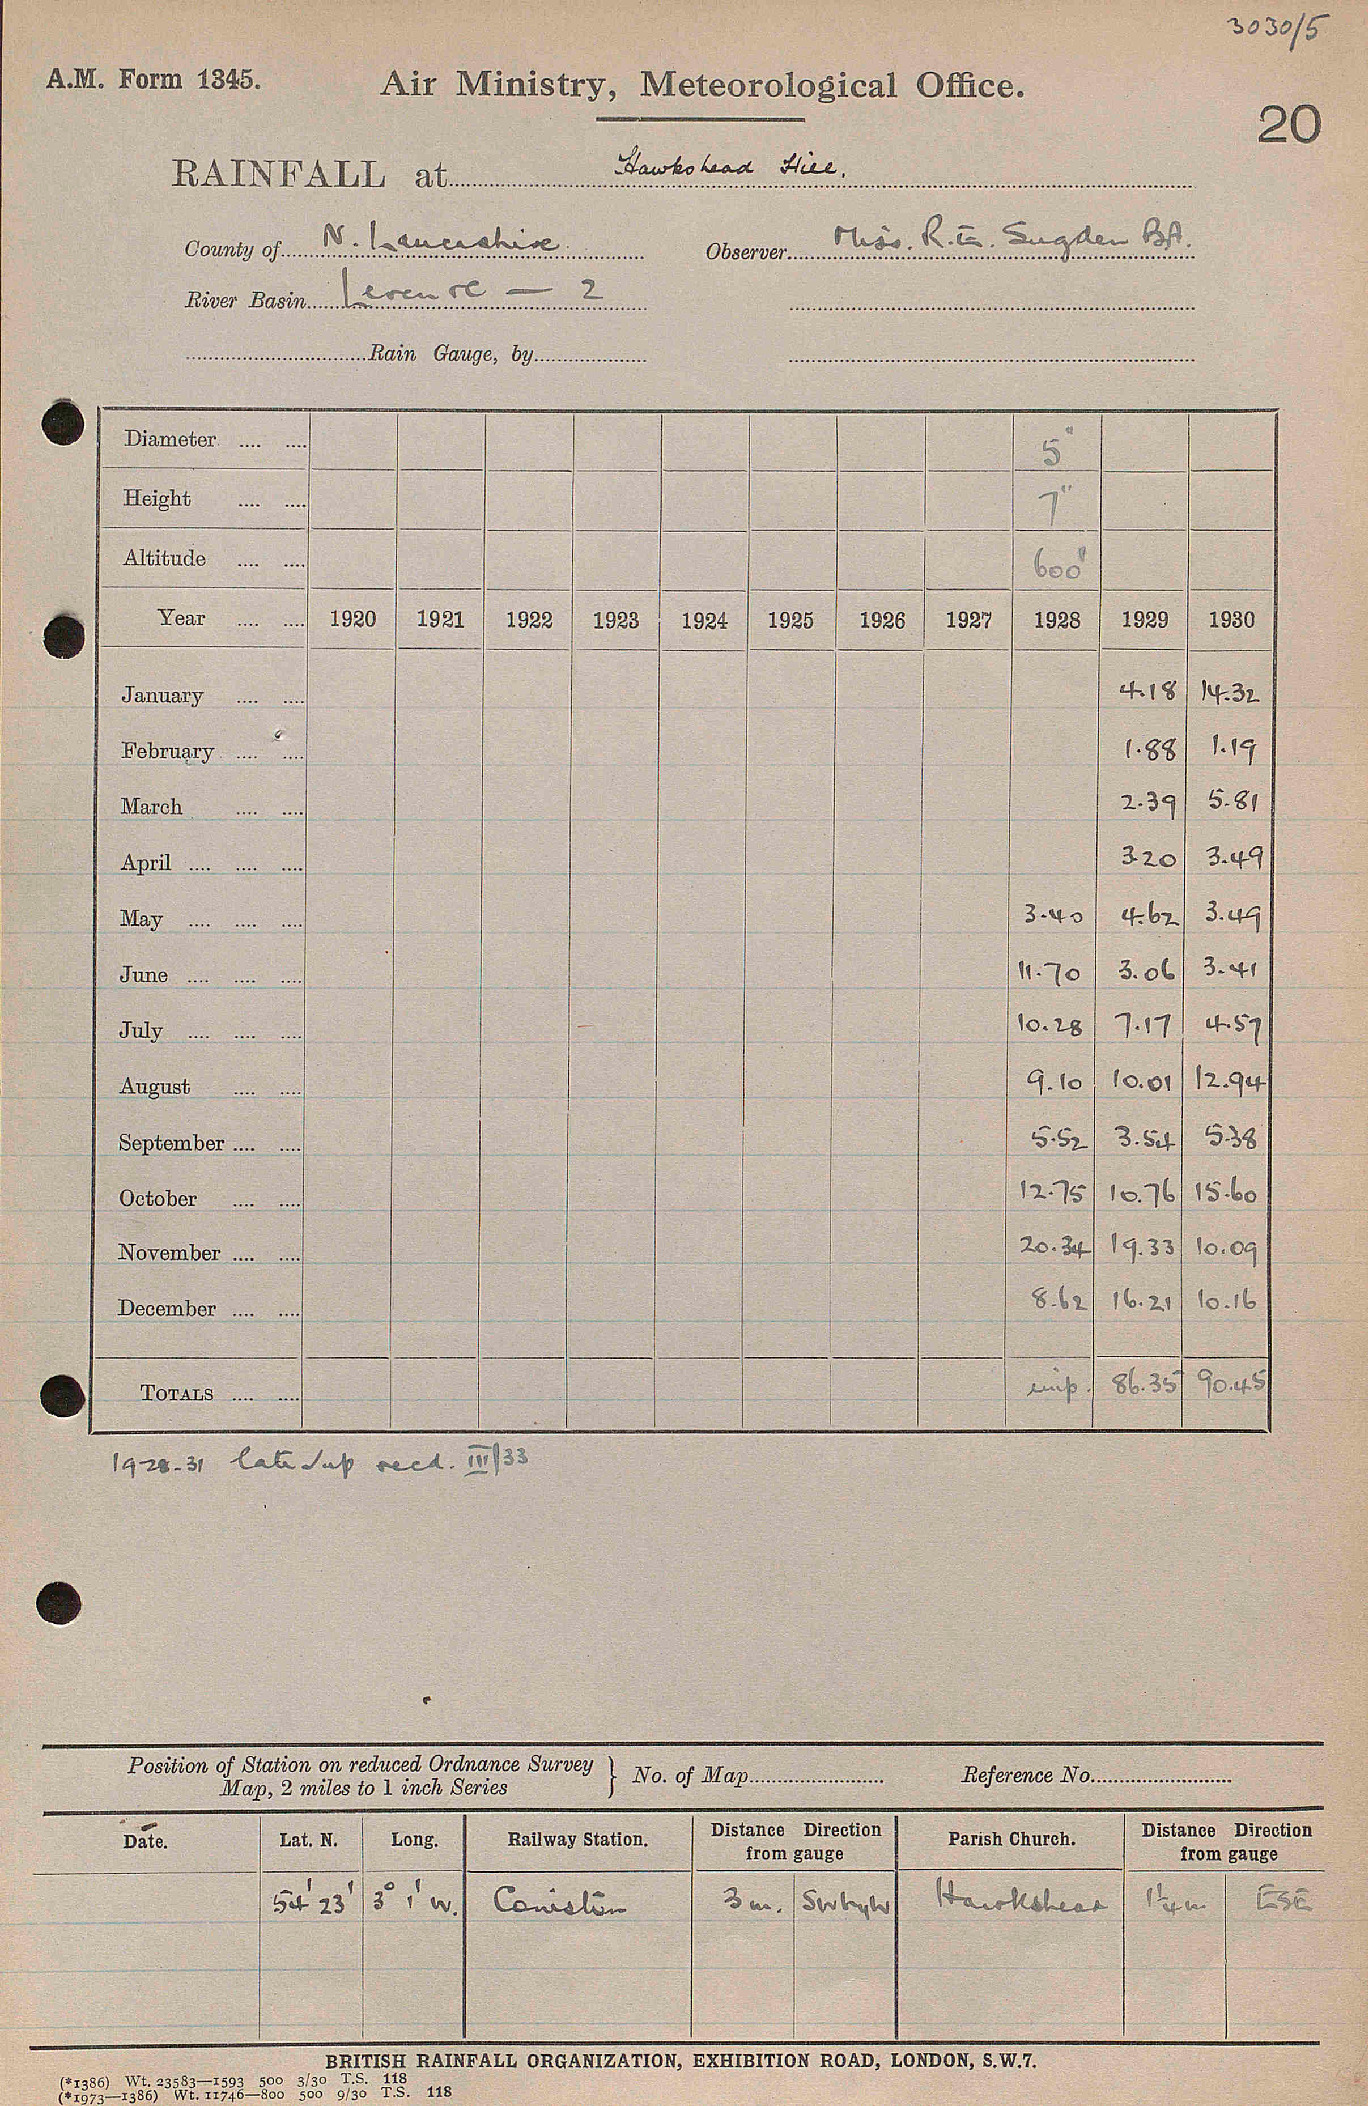 3030/5
A.M. Form 1345. Air Ministry, Meteorological Office.
20
RAINFALL at Hawkshead Hill.
County of N. Lancashire Observer Miss. R.E. Sugden BA.
River Basin — 2
Rain Gauge, by
Diameter 5"
Height 7"
Altitude 600'
Year 1920 1921 1922 1923 1924 1925 1926 1927 1928 1929 1930
January 4.18 14.32
February 1.88 1.19
March 2.39 5.81
April 3.20 3.49
May 3.40 4.62 3.49
June 11.70 3.06 3.41
July 10.28 7.17 4.57
August 9.10 10.01 12.94
September 5.52 3.54 5.38
October 12.75 10.76 15.60
November 20.34 19.33 10.09
December 8.62 16.21 10.16
TOTALS imp. 86.35 90.45
1928-31 late sup recd. III/33
Position of Station on reduced Ordnance Survey
Map, 2 miles to 1 inch Series } No. of Map Reference No.
Date. Lat. N. Long. Railway Station. Distance Direction from gauge Parish Church. Distance Direction from gauge
54' 23' 3° 1' W. Coniston 3 m. SWbyW Hawkshead 1¼ m ESE
BRITISH RAINFALL ORGANIZATION, EXHIBITION ROAD, LONDON, S.W.7.
(*1386) Wt. 23583—1593 500 3/30 T.S. 118
(*1973—1386) Wt. 11746—800 500 9/30 T.S. 118